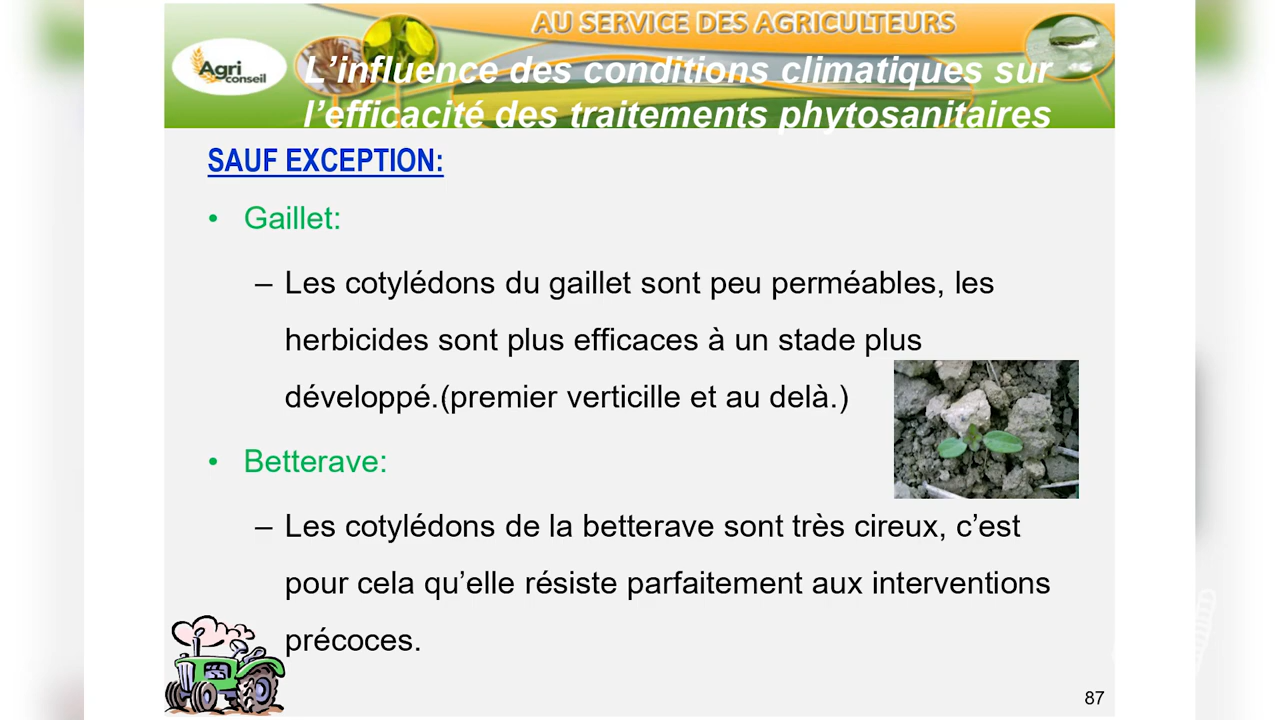 AU SERVICE DES AGRICULTEURS
Agri
conseil
L’influence des conditions climatiques sur
l’efficacité des traitements phytosanitaires
SAUF EXCEPTION:
• Gaillet:
– Les cotylédons du gaillet sont peu perméables, les
herbicides sont plus efficaces à un stade plus
développé.(premier verticille et au delà.)
• Betterave:
– Les cotylédons de la betterave sont très cireux, c’est
pour cela qu’elle résiste parfaitement aux interventions
précoces.
87